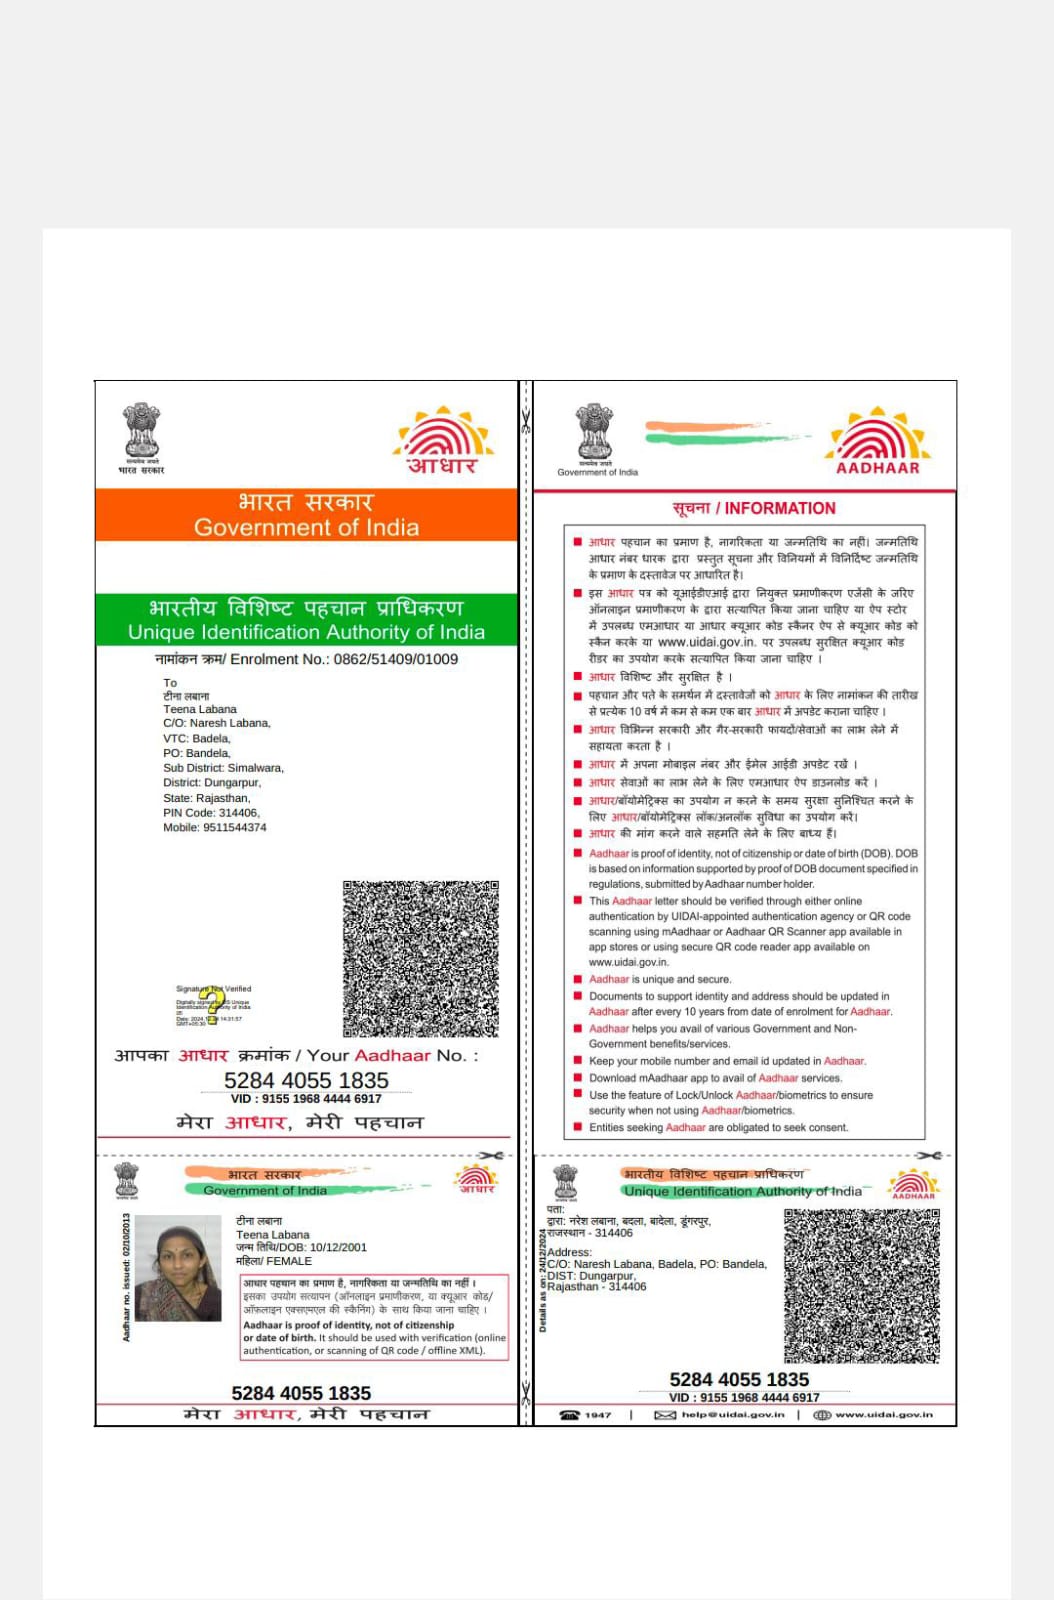 सत्यमेव जयते
भारत सरकार
आधार
भारत सरकार
Government of India
भारतीय विशिष्ट पहचान प्राधिकरण
Unique Identification Authority of India
नामांकन क्रम/ Enrolment No.: 0862/51409/01009
To
टीना लबाना
Teena Labana
C/O: Naresh Labana,
VTC: Badela,
PO: Bandela,
Sub District: Simalwara,
District: Dungarpur,
State: Rajasthan,
PIN Code: 314406,
Mobile: 9511544374
Signature Not Verified
Digitally signed by DS Unique
Identification Authority of India
05
Date: 2024.12.24 14:31:57
GMT+05:30
आपका आधार क्रमांक / Your Aadhaar No. :
5284 4055 1835
VID : 9155 1968 4444 6917
मेरा आधार, मेरी पहचान
सत्यमेव जयते
Government of India
AADHAAR
सूचना / INFORMATION
आधार पहचान का प्रमाण है, नागरिकता या जन्मतिथि का नहीं। जन्मतिथि
आधार नंबर धारक द्वारा प्रस्तुत सूचना और विनियमों में विनिर्दिष्ट जन्मतिथि
के प्रमाण के दस्तावेज पर आधारित है।
इस आधार पत्र को यूआईडीएआई द्वारा नियुक्त प्रमाणीकरण एजेंसी के जरिए
ऑनलाइन प्रमाणीकरण के द्वारा सत्यापित किया जाना चाहिए या ऐप स्टोर
में उपलब्ध एमआधार या आधार क्यूआर कोड स्कैनर ऐप से क्यूआर कोड को
स्कैन करके या www.uidai.gov.in. पर उपलब्ध सुरक्षित क्यूआर कोड
रीडर का उपयोग करके सत्यापित किया जाना चाहिए ।
आधार विशिष्ट और सुरक्षित है ।
पहचान और पते के समर्थन में दस्तावेजों को आधार के लिए नामांकन की तारीख
से प्रत्येक 10 वर्ष में कम से कम एक बार आधार में अपडेट कराना चाहिए ।
आधार विभिन्न सरकारी और गैर-सरकारी फायदों/सेवाओं का लाभ लेने में
सहायता करता है ।
आधार में अपना मोबाइल नंबर और ईमेल आईडी अपडेट रखें ।
आधार सेवाओं का लाभ लेने के लिए एमआधार ऐप डाउनलोड करें ।
आधार/बॉयोमेट्रिक्स का उपयोग न करने के समय सुरक्षा सुनिश्चित करने के
लिए आधार/बॉयोमेट्रिक्स लॉक/अनलॉक सुविधा का उपयोग करें।
आधार की मांग करने वाले सहमति लेने के लिए बाध्य हैं।
Aadhaar is proof of identity, not of citizenship or date of birth (DOB). DOB
is based on information supported by proof of DOB document specified in
regulations, submitted by Aadhaar number holder.
This Aadhaar letter should be verified through either online
authentication by UIDAI-appointed authentication agency or QR code
scanning using mAadhaar or Aadhaar QR Scanner app available in
app stores or using secure QR code reader app available on
www.uidai.gov.in.
Aadhaar is unique and secure.
Documents to support identity and address should be updated in
Aadhaar after every 10 years from date of enrolment for Aadhaar.
Aadhaar helps you avail of various Government and Non-
Government benefits/services.
Keep your mobile number and email id updated in Aadhaar.
Download mAadhaar app to avail of Aadhaar services.
Use the feature of Lock/Unlock Aadhaar/biometrics to ensure
security when not using Aadhaar/biometrics.
Entities seeking Aadhaar are obligated to seek consent.
भारत सरकार
Government of India
आधार
Aadhaar no. issued: 02/10/2013
टीना लबाना
Teena Labana
जन्म तिथि/DOB: 10/12/2001
महिला/ FEMALE
आधार पहचान का प्रमाण है, नागरिकता या जन्मतिथि का नहीं ।
इसका उपयोग सत्यापन (ऑनलाइन प्रमाणीकरण, या क्यूआर कोड/
ऑफ़लाइन एक्सएमएल की स्कैनिंग) के साथ किया जाना चाहिए ।
Aadhaar is proof of identity, not of citizenship
or date of birth. It should be used with verification (online
authentication, or scanning of QR code / offline XML).
5284 4055 1835
मेरा आधार, मेरी पहचान
भारतीय विशिष्ट पहचान प्राधिकरण
Unique Identification Authority of India
AADHAAR
Details as on: 24/12/2024
पता:
द्वारा: नरेश लबाना, बदला, बादेला, डूंगरपुर,
राजस्थान - 314406
Address:
C/O: Naresh Labana, Badela, PO: Bandela,
DIST: Dungarpur,
Rajasthan - 314406
5284 4055 1835
VID : 9155 1968 4444 6917
1947 | help@uidai.gov.in | www.uidai.gov.in